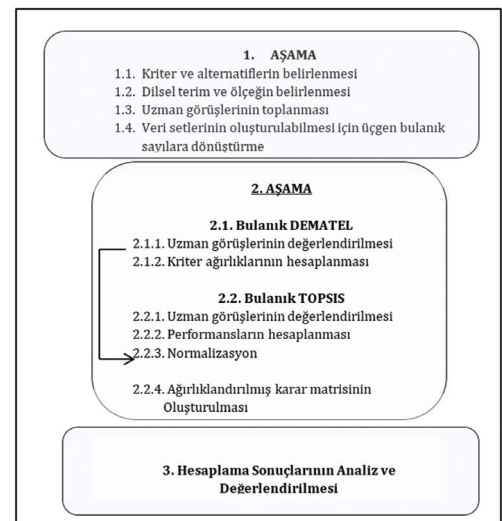 1. AŞAMA
1.1. Kriter ve alternatiflerin belirlenmesi
1.2. Dilsel terim ve ölçeğin belirlenmesi
1.3. Uzman görüşlerinin toplanması
1.4. Veri setlerinin oluşturulabilmesi için üçgen bulanık
sayılara dönüştürme
2. AŞAMA
2.1. Bulanık DEMATEL
2.1.1. Uzman görüşlerinin değerlendirilmesi
2.1.2. Kriter ağırlıklarının hesaplanması
2.2. Bulanık TOPSIS
2.2.1. Uzman görüşlerinin değerlendirilmesi
2.2.2. Performansların hesaplanması
2.2.3. Normalizasyon
2.2.4. Ağırlıklandırılmış karar matrisinin
Oluşturulması
3. Hesaplama Sonuçlarının Analiz ve
Değerlendirilmesi